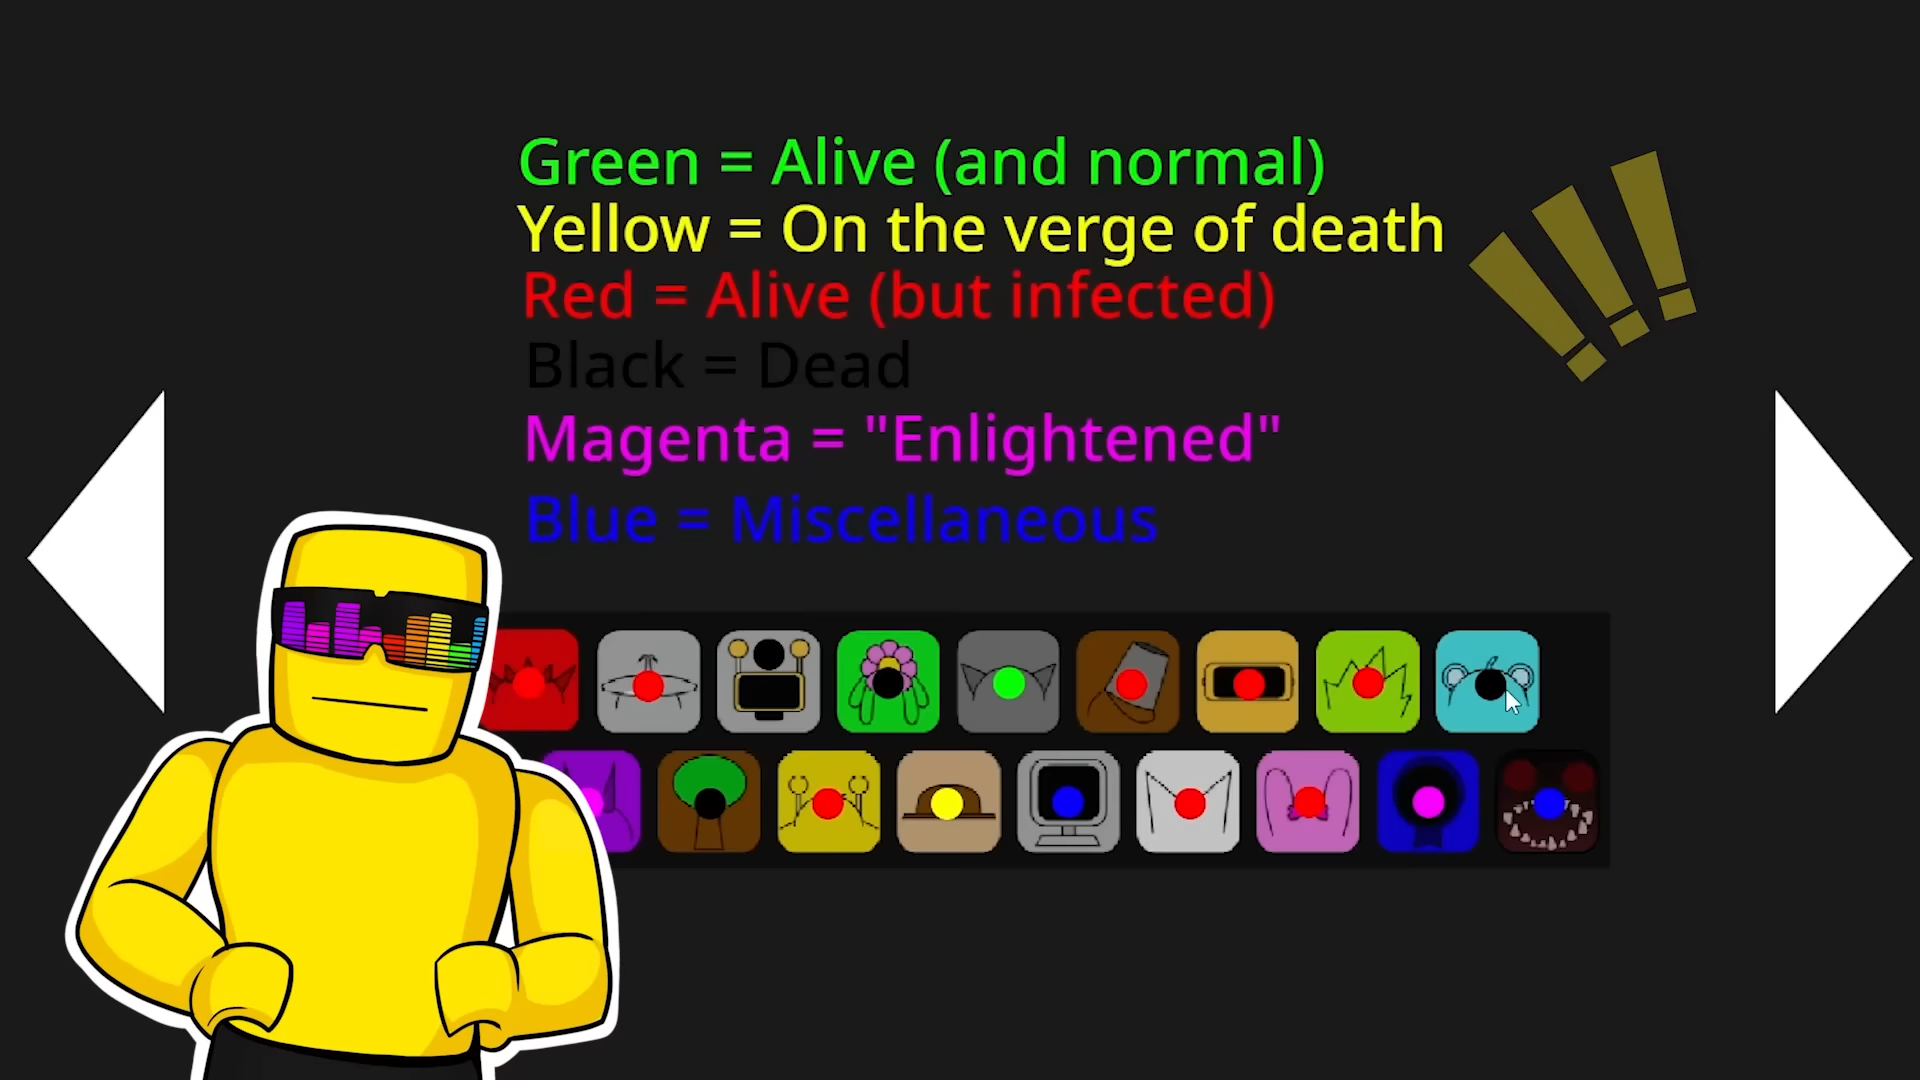 Green = Alive (and normal)
Yellow = On the verge of death
Red = Alive (but infected)
Black = Dead
Magenta = "Enlightened"
Blue = Miscellaneous
!!!